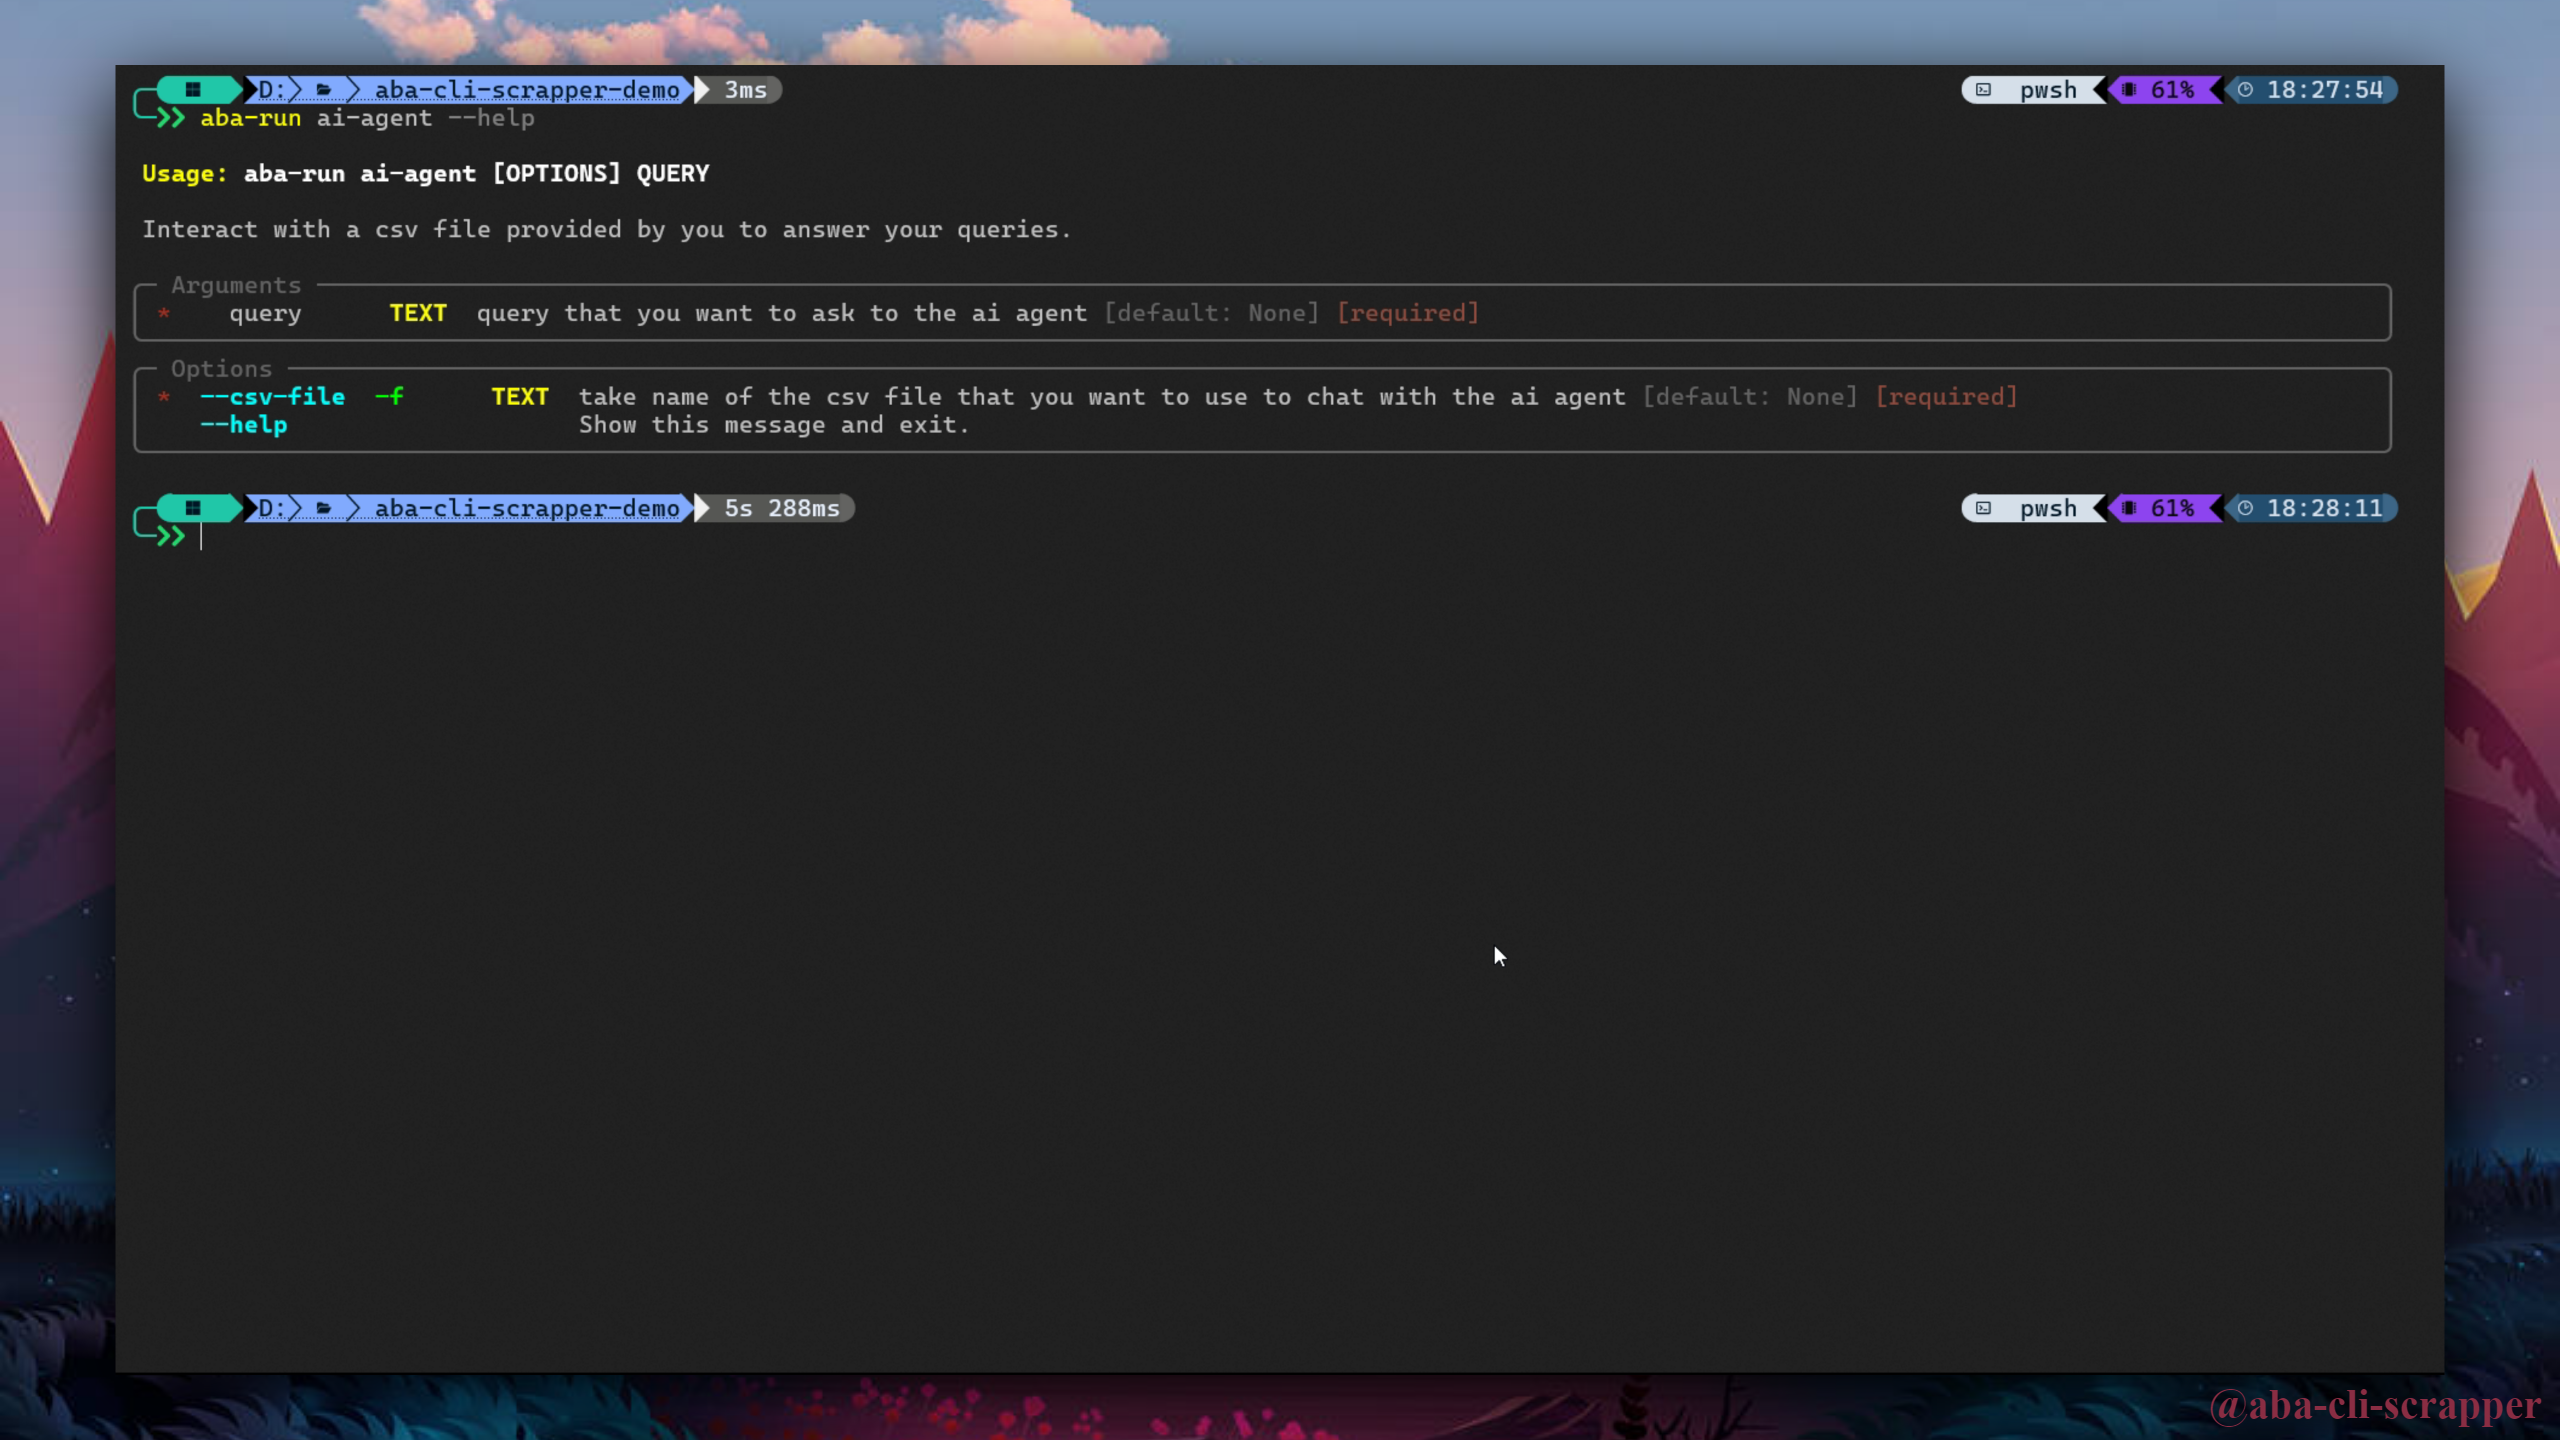 D: aba-cli-scrapper-demo 3ms pwsh 61% 18:27:54
aba-run ai-agent --help
Usage: aba-run ai-agent [OPTIONS] QUERY
Interact with a csv file provided by you to answer your queries.
Arguments
* query TEXT query that you want to ask to the ai agent [default: None] [required]
Options
* --csv-file -f TEXT take name of the csv file that you want to use to chat with the ai agent [default: None] [required]
--help Show this message and exit.
D: aba-cli-scrapper-demo 5s 288ms pwsh 61% 18:28:11
@aba-cli-scrapper